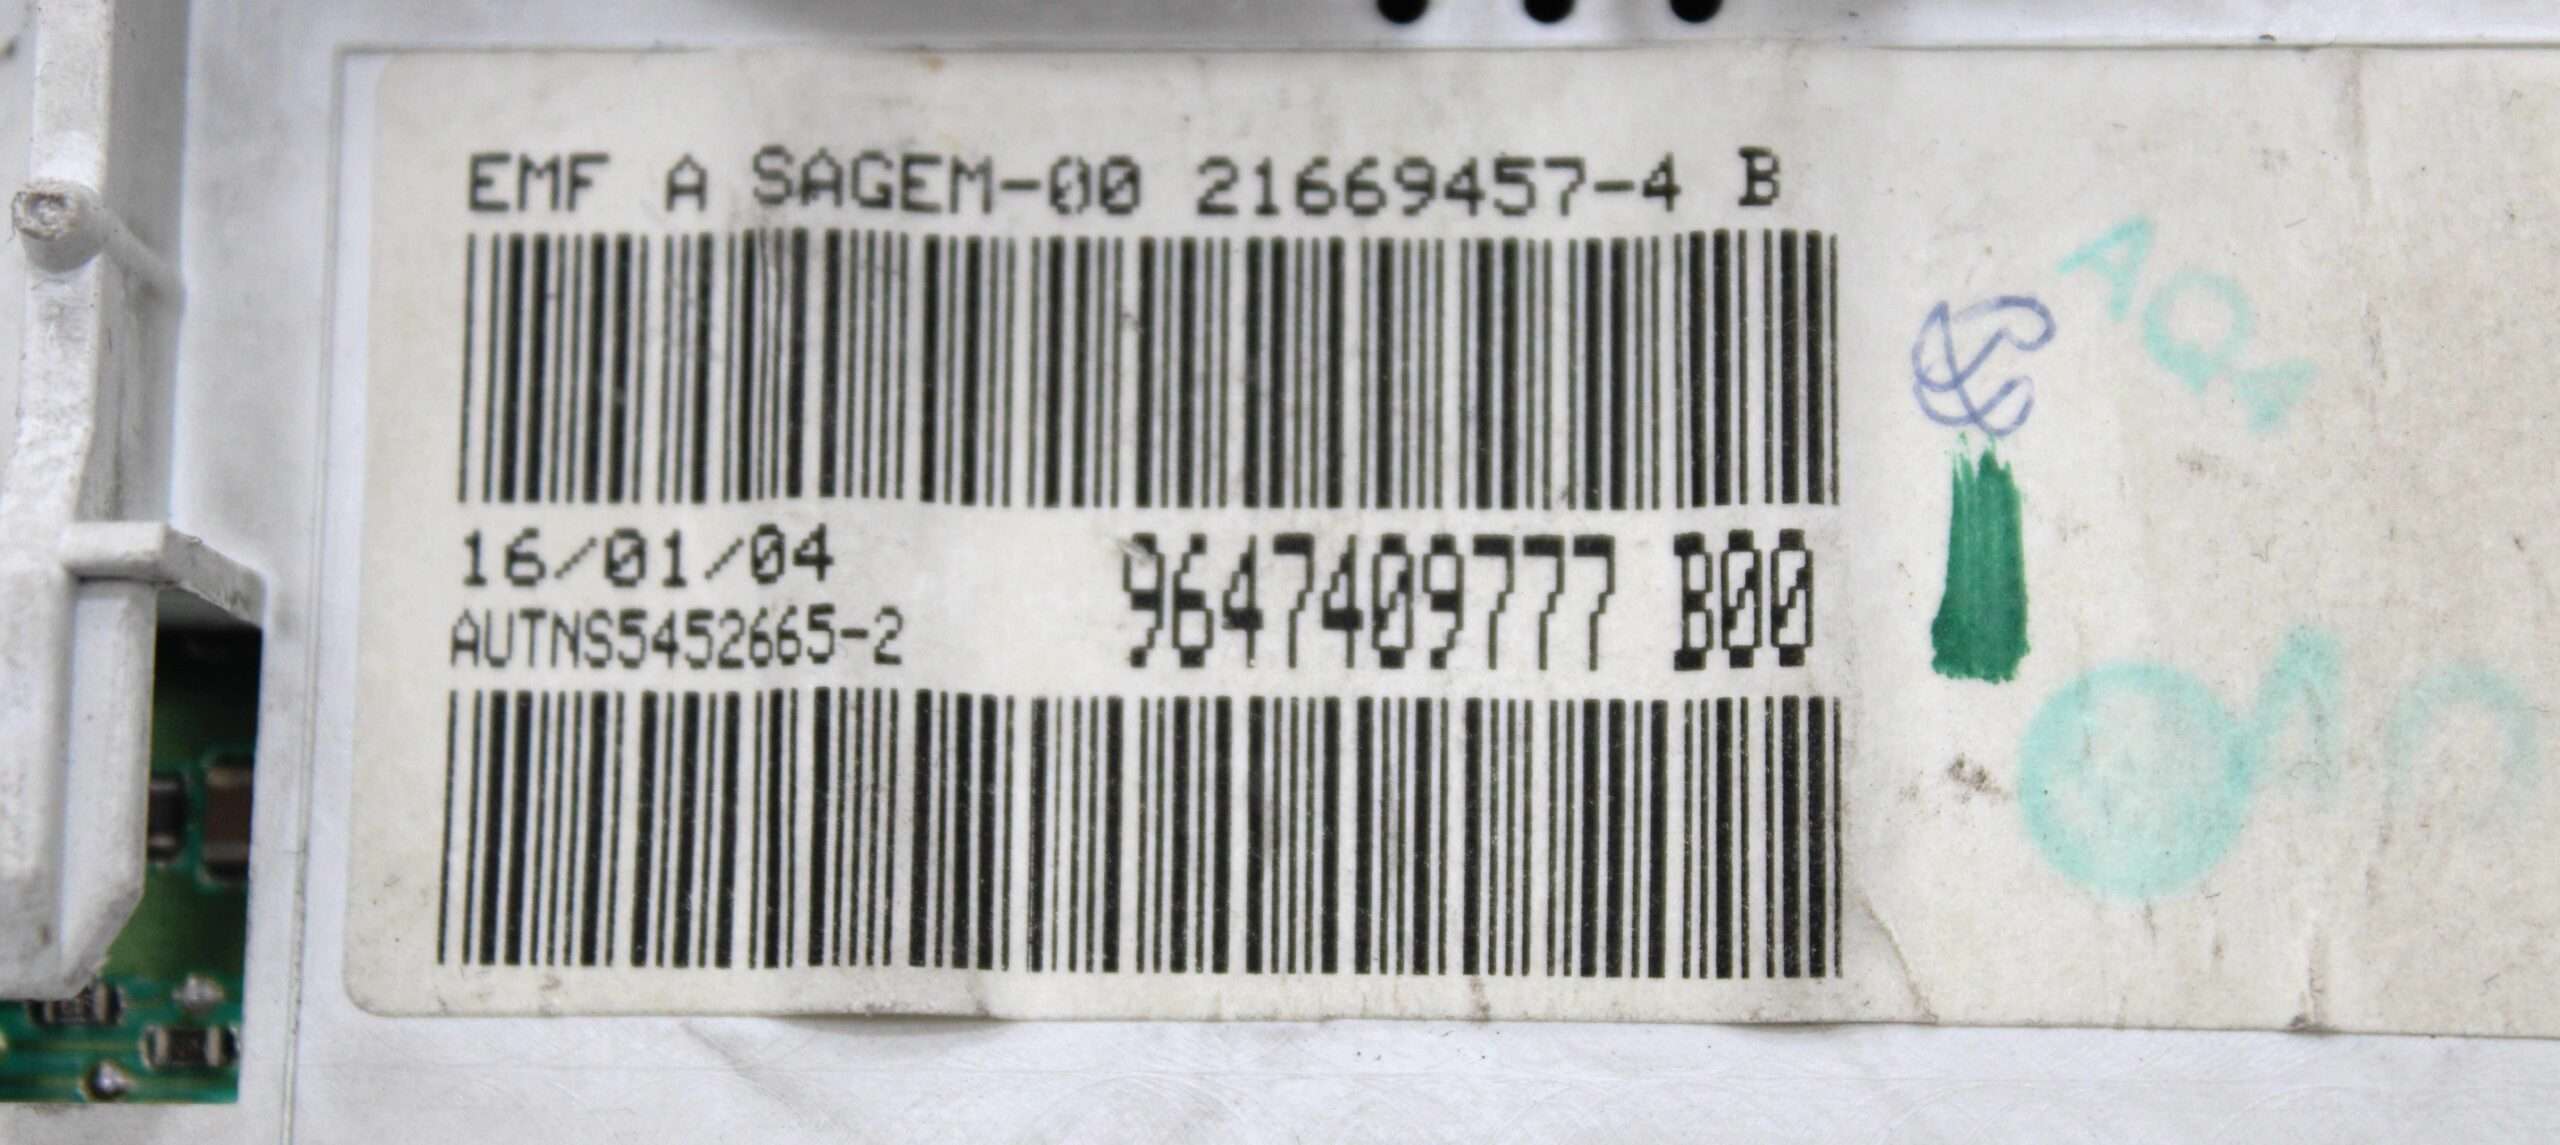 EMF A SAGEM-00 21669457-4 B
16/01/04
9647409777 B00
AUTNS5452665-2
AQA